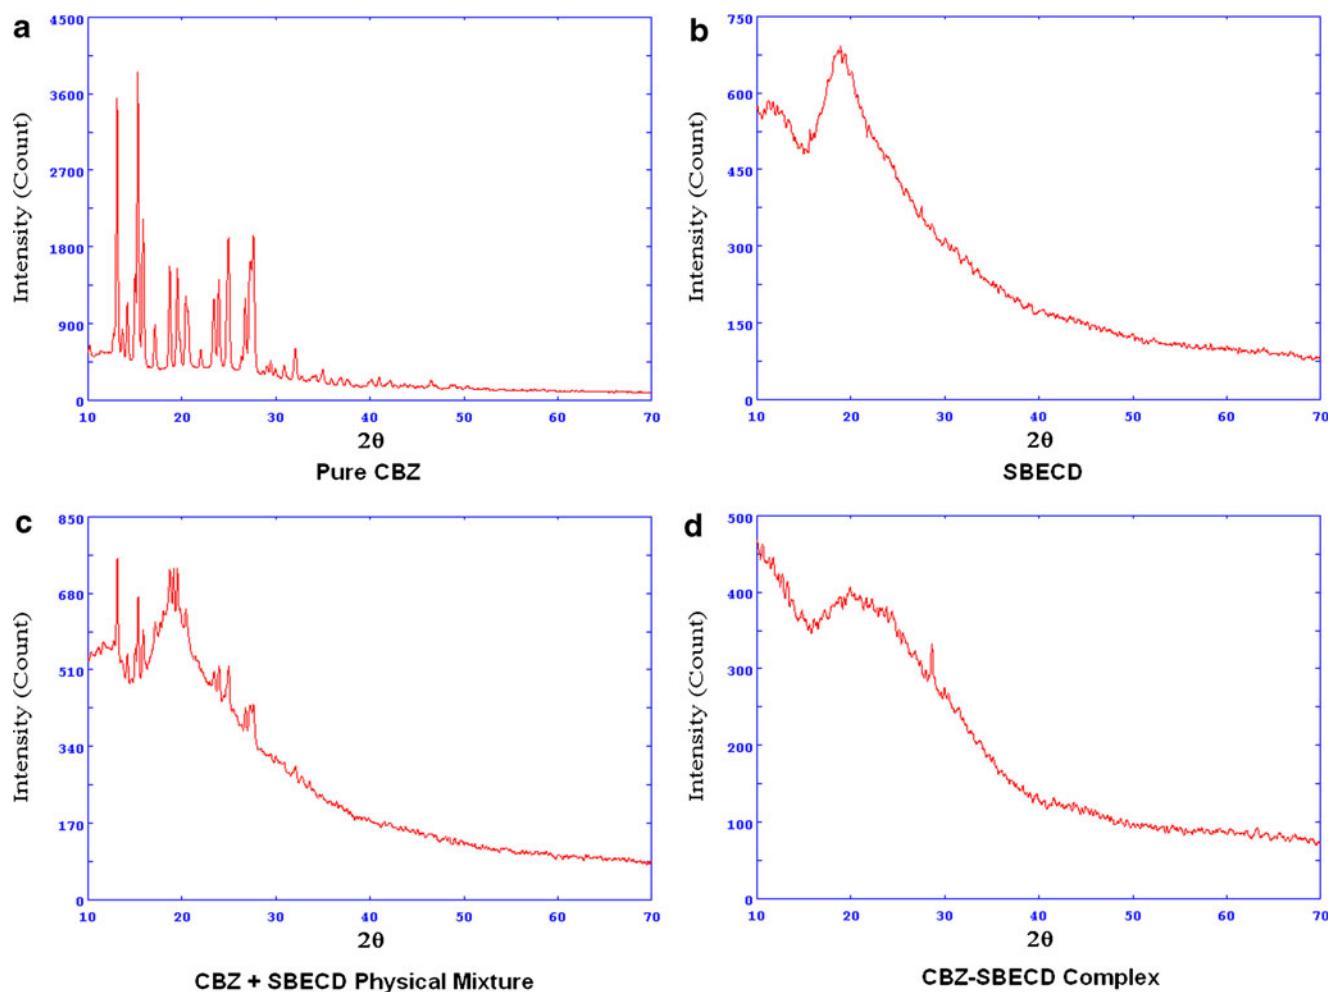 a
4500
3600
2700
1800
900
0
Intensity (Count)
10 20 30 40 50 60 70
2θ
Pure CBZ
b
750
600
450
300
150
0
Intensity (Count)
10 20 30 40 50 60 70
2θ
SBECD
c
850
680
510
340
170
0
Intensity (Count)
10 20 30 40 50 60 70
2θ
CBZ + SBECD Physical Mixture
d
500
400
300
200
100
0
Intensity (Count)
10 20 30 40 50 60 70
2θ
CBZ-SBECD Complex